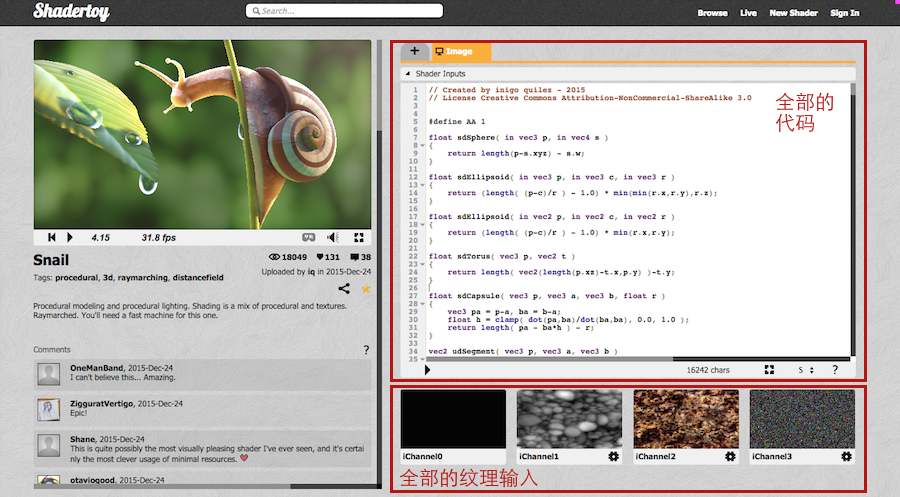 Shadertoy
Search...
Browse Live New Shader Sign In
4.15 31.8 fps
Snail
18049 131 38
Uploaded by iq in 2015-Dec-24
Tags: procedural, 3d, raymarching, distancefield
Procedural modeling and procedural lighting. Shading is a mix of procedural and textures.
Raymarched. You'll need a fast machine for this one.
Comments ?
OneManBand, 2015-Dec-24
I can't believe this... Amazing.
ZigguratVertigo, 2015-Dec-24
Epic!
Shane, 2015-Dec-24
This is quite possibly the most visually pleasing shader I've ever seen, and it's certai
nly the most clever usage of minimal resources.
otaviogood, 2015-Dec-24
+ Image
Shader Inputs
1 // Created by inigo quilez - 2015
2 // License Creative Commons Attribution-NonCommercial-ShareAlike 3.0
3
4
5 #define AA 1
6
7 float sdSphere( in vec3 p, in vec4 s )
8 {
9 return length(p-s.xyz) - s.w;
10 }
11
12 float sdEllipsoid( in vec3 p, in vec3 c, in vec3 r )
13 {
14 return (length( (p-c)/r ) - 1.0) * min(min(r.x,r.y),r.z);
15 }
16
17 float sdEllipsoid( in vec2 p, in vec2 c, in vec2 r )
18 {
19 return (length( (p-c)/r ) - 1.0) * min(r.x,r.y);
20 }
21
22 float sdTorus( vec3 p, vec2 t )
23 {
24 return length( vec2(length(p.xz)-t.x,p.y) )-t.y;
25 }
26
27 float sdCapsule( vec3 p, vec3 a, vec3 b, float r )
28 {
29 vec3 pa = p-a, ba = b-a;
30 float h = clamp( dot(pa,ba)/dot(ba,ba), 0.0, 1.0 );
31 return length( pa - ba*h ) - r;
32 }
33
34 vec2 udSegment( vec3 p, vec3 a, vec3 b )
35
全部的
代码
16242 chars S ?
iChannel0 iChannel1 iChannel2 iChannel3
全部的纹理输入